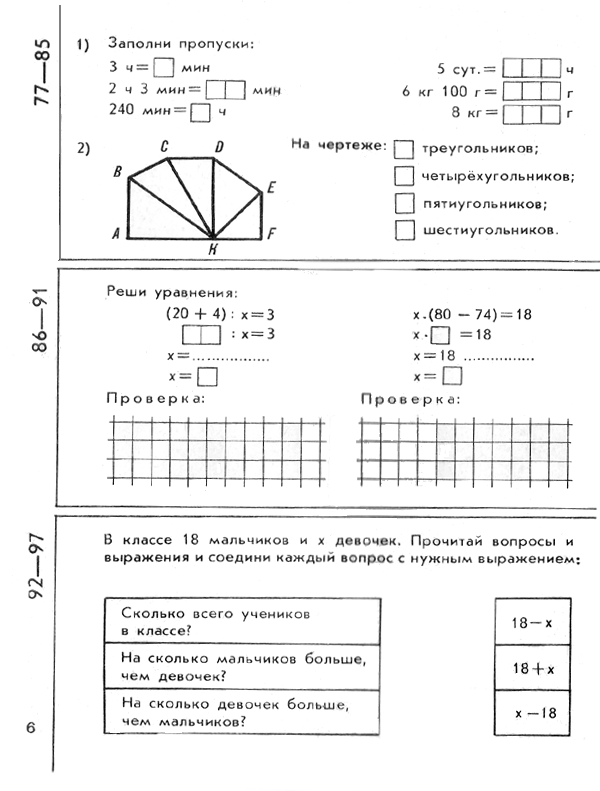 77—85
1) Заполни пропуски:
3 ч= мин
2 ч 3 мин= мин
240 мин= ч
5 сут.= ч
6 кг 100 г= г
8 кг= г
2)
A B C D E F K
На чертеже: треугольников;
четырёхугольников;
пятиугольников;
шестиугольников.
86—91
Реши уравнения:
(20 + 4) : x=3
: x=3
x=..................
x=
Проверка:
x.(80 − 74)=18
x· =18
x=18 ..............
x=
Проверка:
92—97
В классе 18 мальчиков и x девочек. Прочитай вопросы и
выражения и соедини каждый вопрос с нужным выражением:
Сколько всего учеников
в классе?
На сколько мальчиков больше,
чем девочек?
На сколько девочек больше,
чем мальчиков?
18−x
18+x
x−18
6